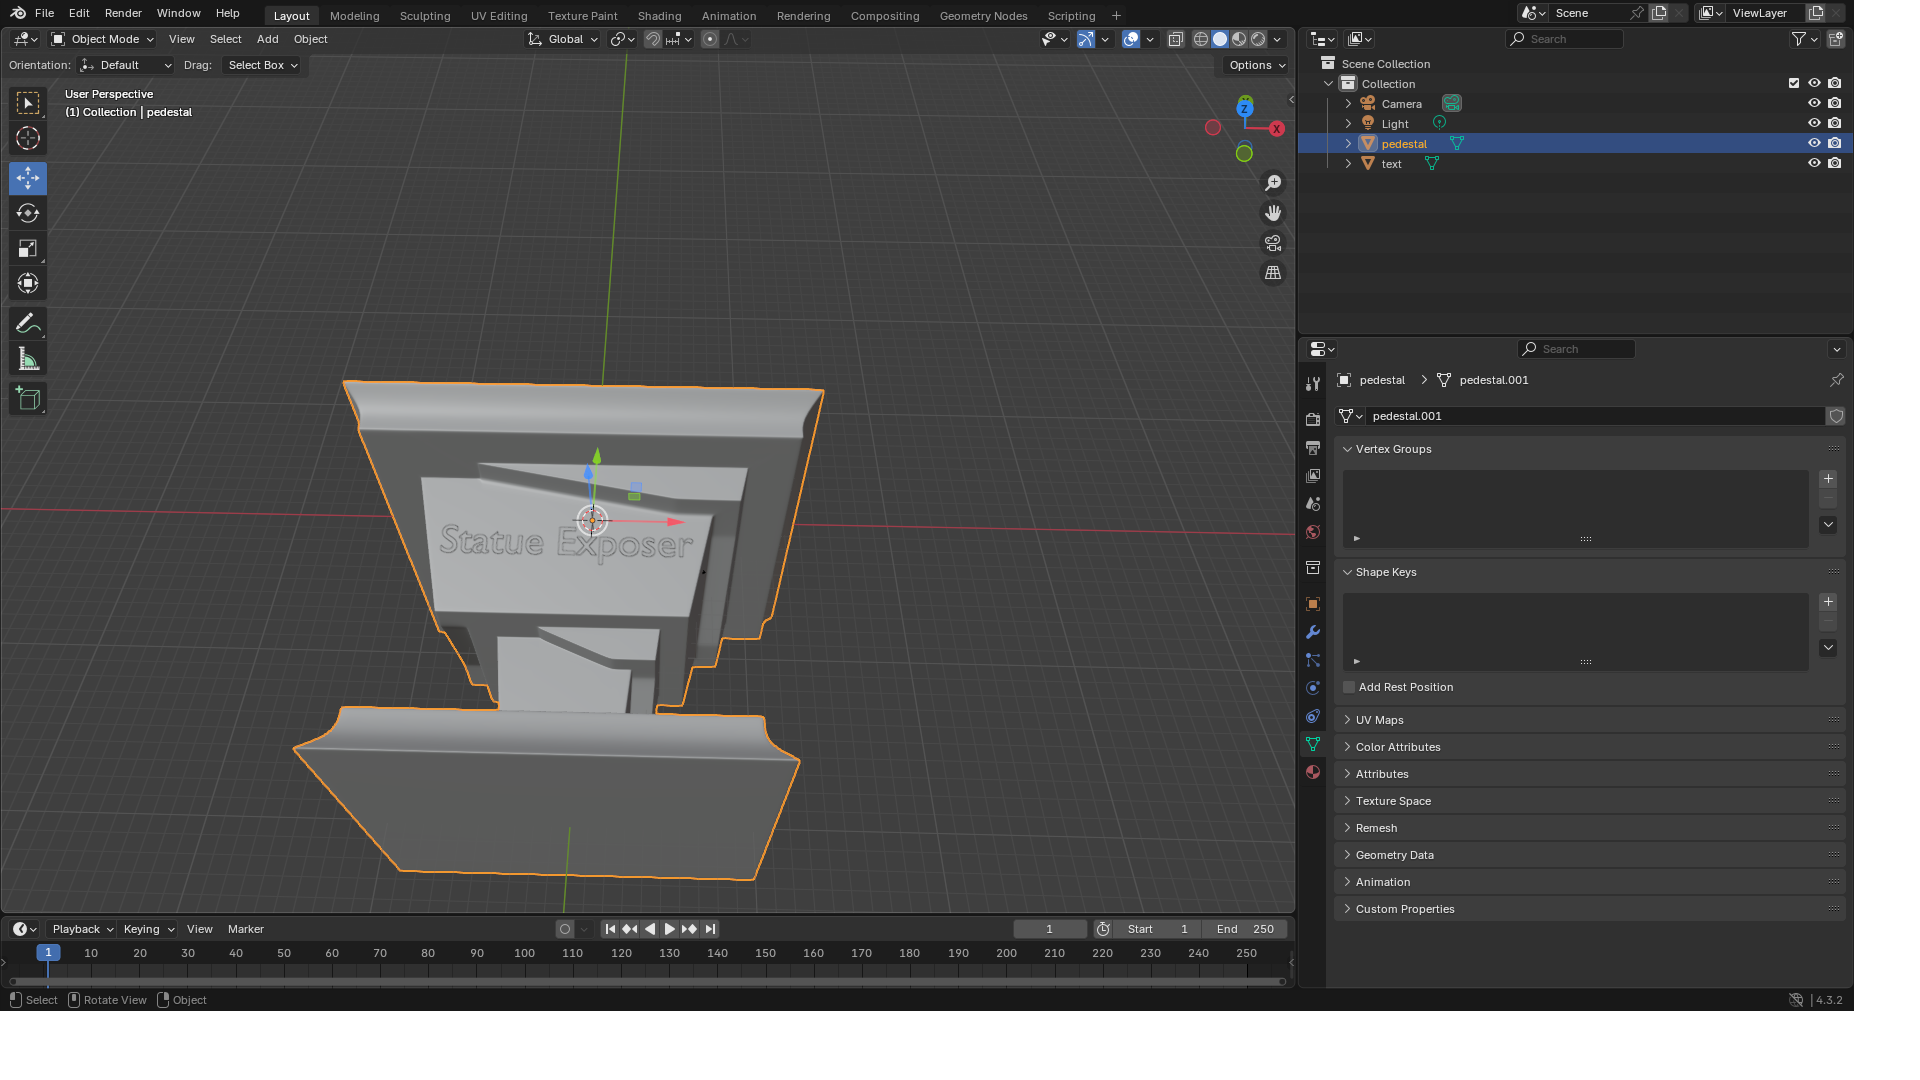 File Edit Render Window Help Layout Modeling Sculpting UV Editing Texture Paint Shading Animation Rendering Compositing Geometry Nodes Scripting + Scene ViewLayer
Object Mode View Select Add Object Global Search
Orientation: Default Drag: Select Box Options
User Perspective
(1) Collection | pedestal
Z
X
Statue Exposer
Scene Collection
Collection
Camera
Light
pedestal
text
Search
pedestal > pedestal.001
pedestal.001
Vertex Groups
Shape Keys
Add Rest Position
UV Maps
Color Attributes
Attributes
Texture Space
Remesh
Geometry Data
Animation
Custom Properties
Playback Keying View Marker 1 Start 1 End 250
1 10 20 30 40 50 60 70 80 90 100 110 120 130 140 150 160 170 180 190 200 210 220 230 240 250
Select Rotate View Object 4.3.2